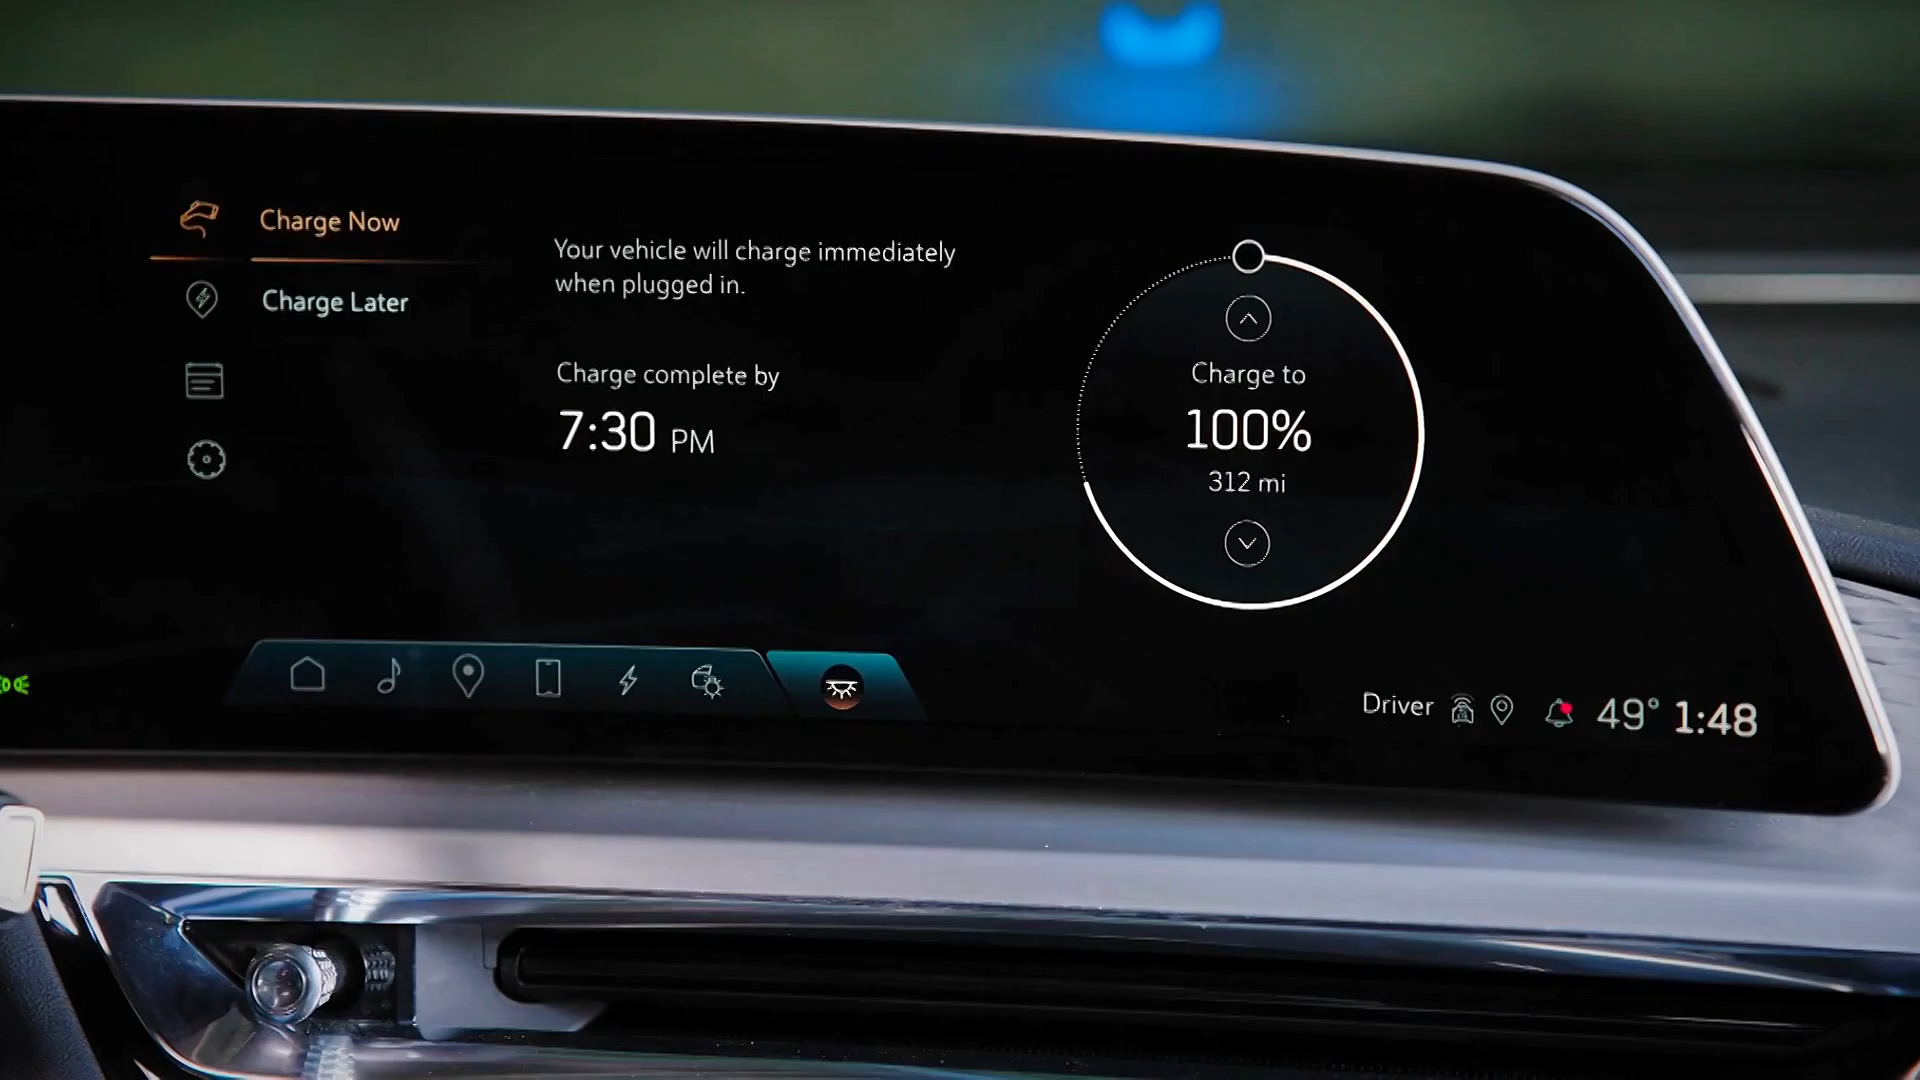 Charge Now
Charge Later
Your vehicle will charge immediately
when plugged in.
Charge complete by
7:30 PM
Charge to
100%
312 mi
Driver 49° 1:48